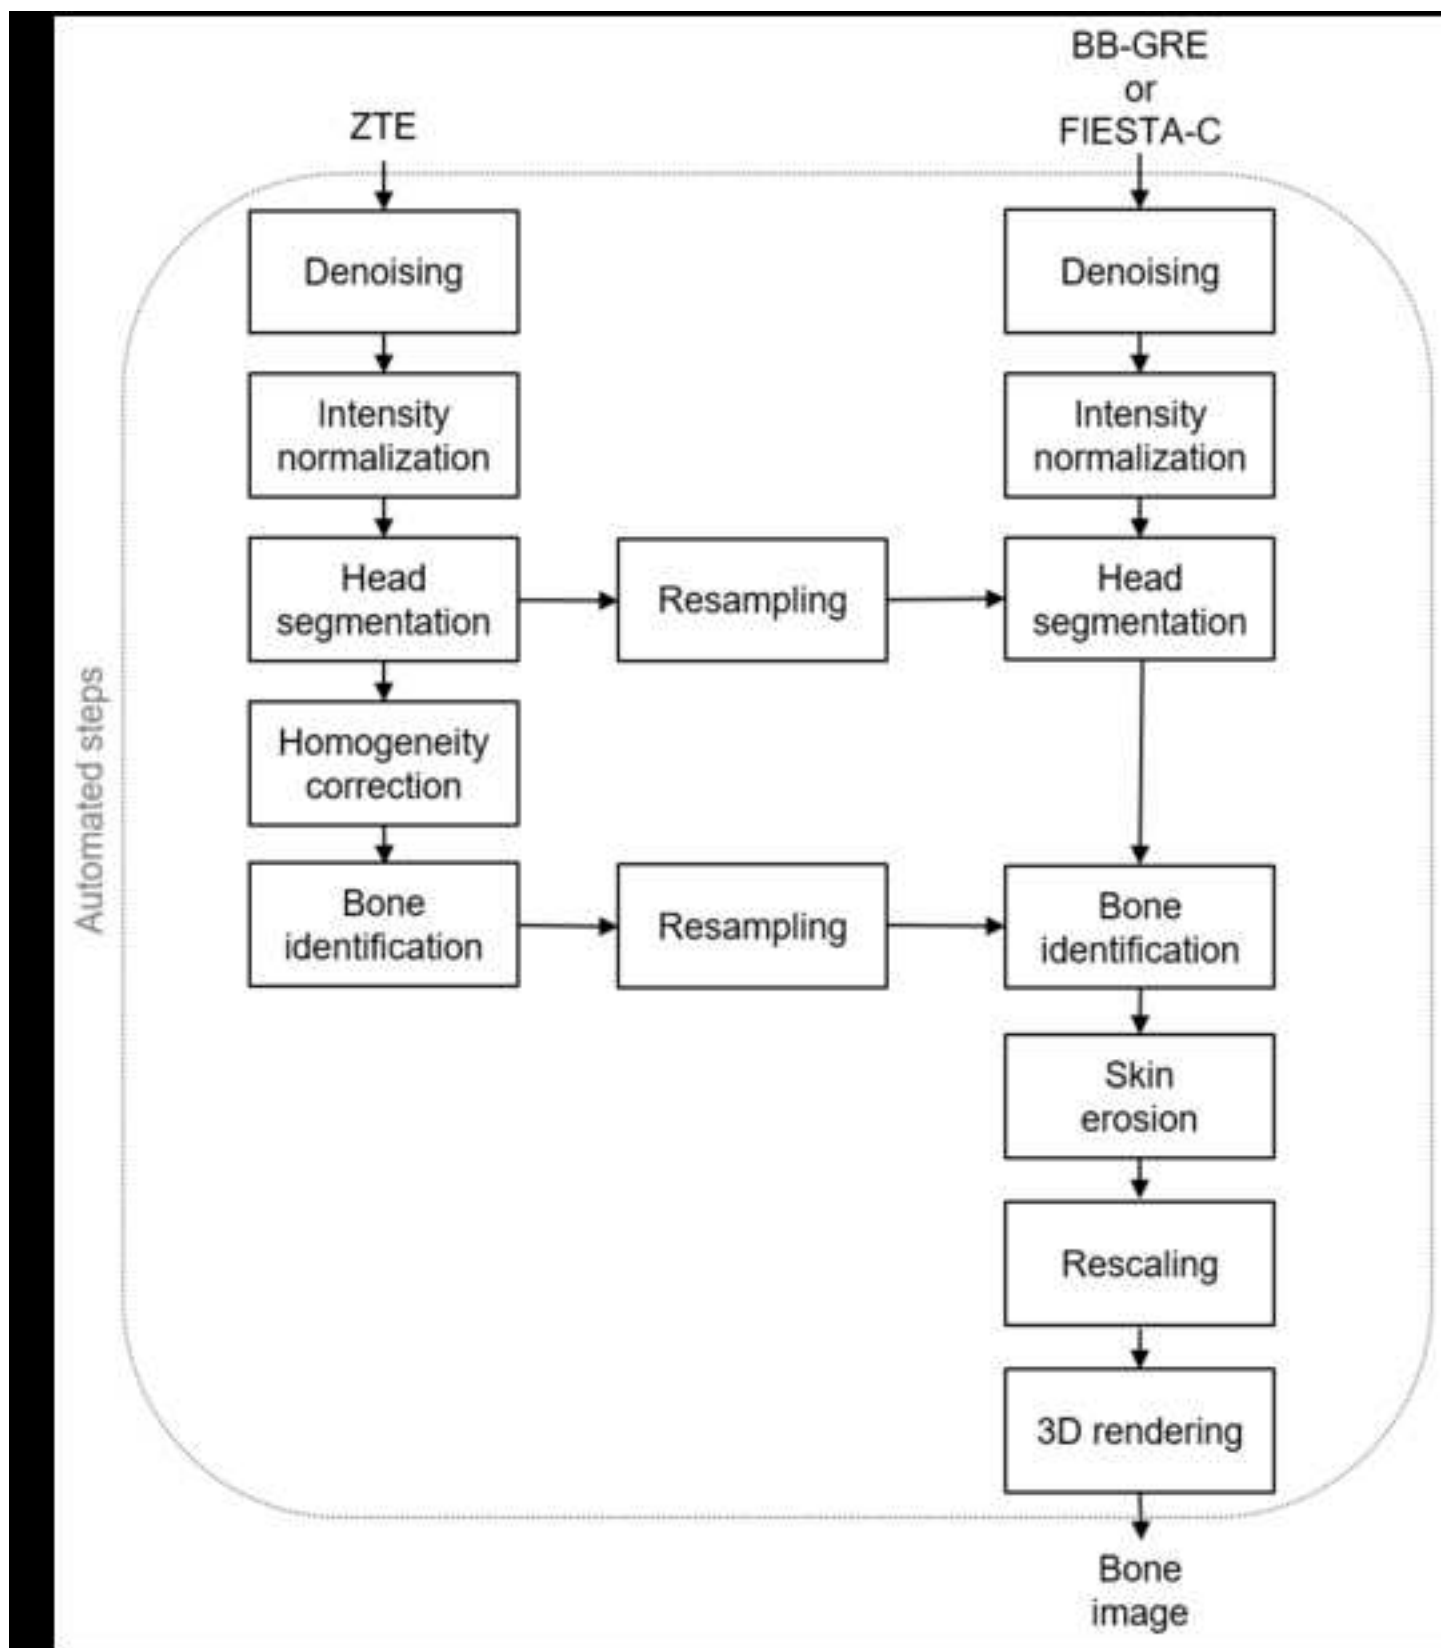 BB-GRE
or
FIESTA-C
ZTE
Denoising
Denoising
Intensity
normalization
Intensity
normalization
Head
segmentation
Resampling
Head
segmentation
Automated steps
Homogeneity
correction
Bone
identification
Resampling
Bone
identification
Skin
erosion
Rescaling
3D rendering
Bone
image